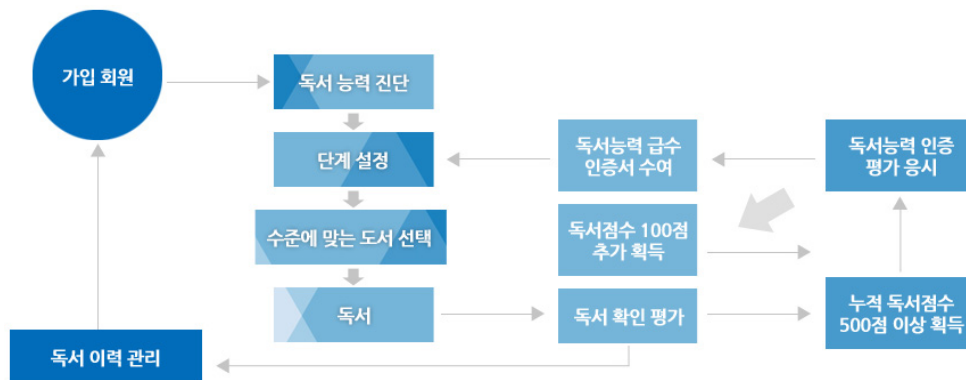 가입 회원
독서 능력 진단
단계 설정
수준에 맞는 도서 선택
독서
독서능력 급수
인증서 수여
독서점수 100점
추가 획득
독서 확인 평가
독서능력 인증
평가 응시
누적 독서점수
500점 이상 획득
독서 이력 관리